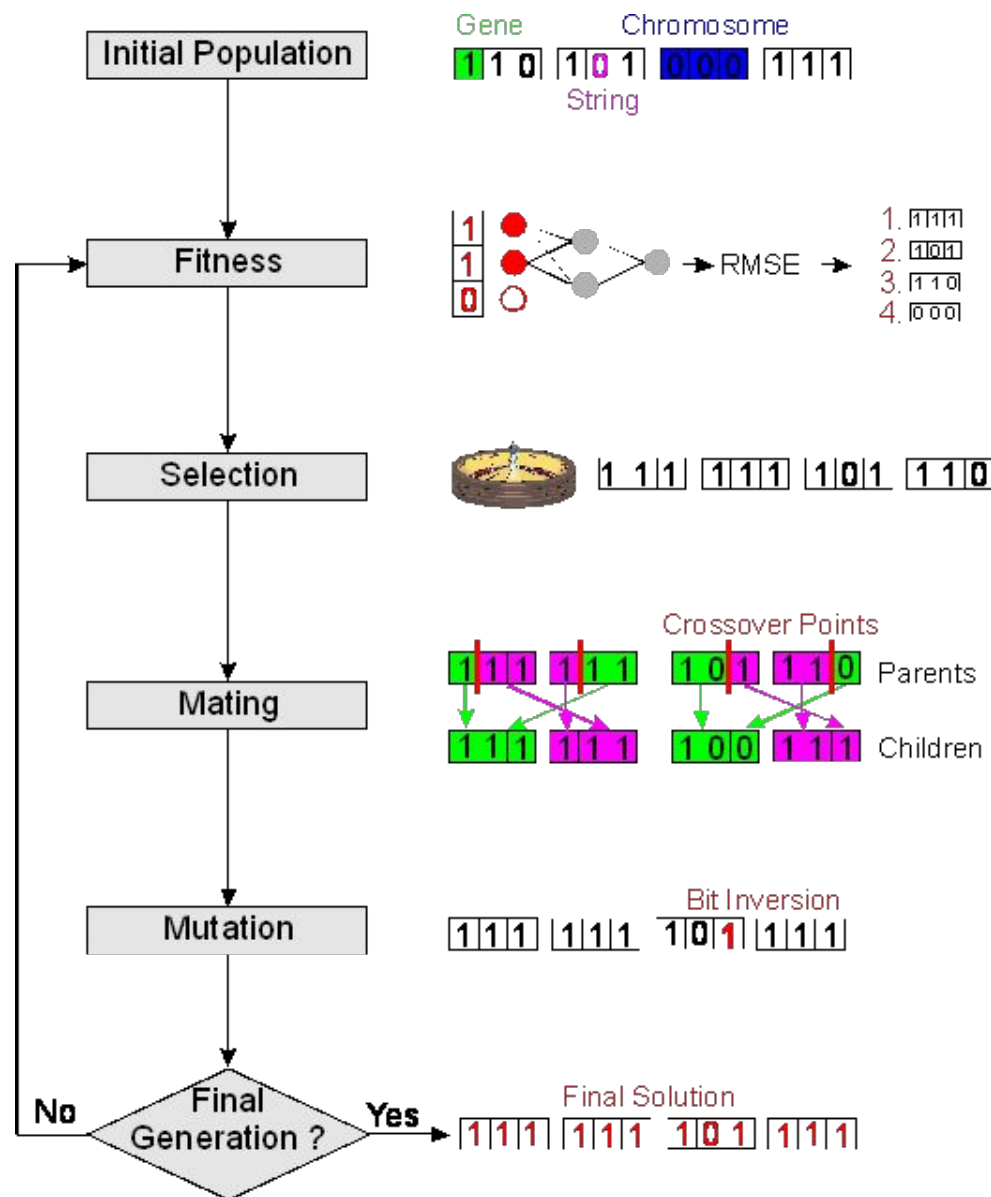 Gene Chromosome
Initial Population
1 1 0 1 0 1 0 0 0 1 1 1
String
Fitness
1
1
0
RMSE
1. 1 1 1
2. 1 0 1
3. 1 1 0
4. 0 0 0
Selection
1 1 1 1 1 1 1 0 1 1 1 0
Crossover Points
1 1 1 1 1 1 1 0 1 1 1 0 Parents
Mating
1 1 1 1 1 1 1 0 0 1 1 1 Children
Bit Inversion
Mutation
1 1 1 1 1 1 1 0 1 1 1 1
Final Generation ?
No
Yes
Final Solution
1 1 1 1 1 1 1 0 1 1 1 1